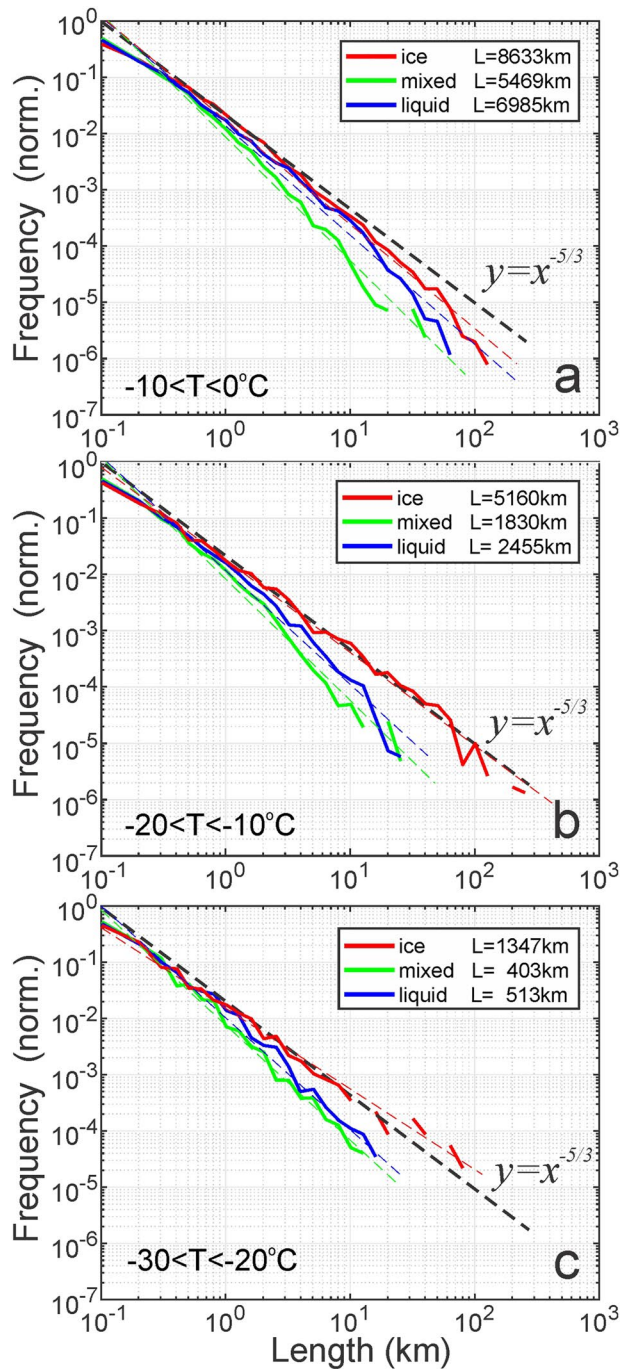 Frequency (norm.)
10^0
10^-1
10^-2
10^-3
10^-4
10^-5
10^-6
10^-7
ice L=8633km
mixed L=5469km
liquid L=6985km
y=x^-5/3
-10<T<0°C
a
10^-1 10^0 10^1 10^2 10^3
Frequency (norm.)
10^0
10^-1
10^-2
10^-3
10^-4
10^-5
10^-6
10^-7
ice L=5160km
mixed L=1830km
liquid L= 2455km
y=x^-5/3
-20<T<-10°C
b
10^-1 10^0 10^1 10^2 10^3
Frequency (norm.)
10^0
10^-1
10^-2
10^-3
10^-4
10^-5
10^-6
10^-7
ice L=1347km
mixed L= 403km
liquid L= 513km
y=x^-5/3
-30<T<-20°C
c
10^-1 10^0 10^1 10^2 10^3
Length (km)